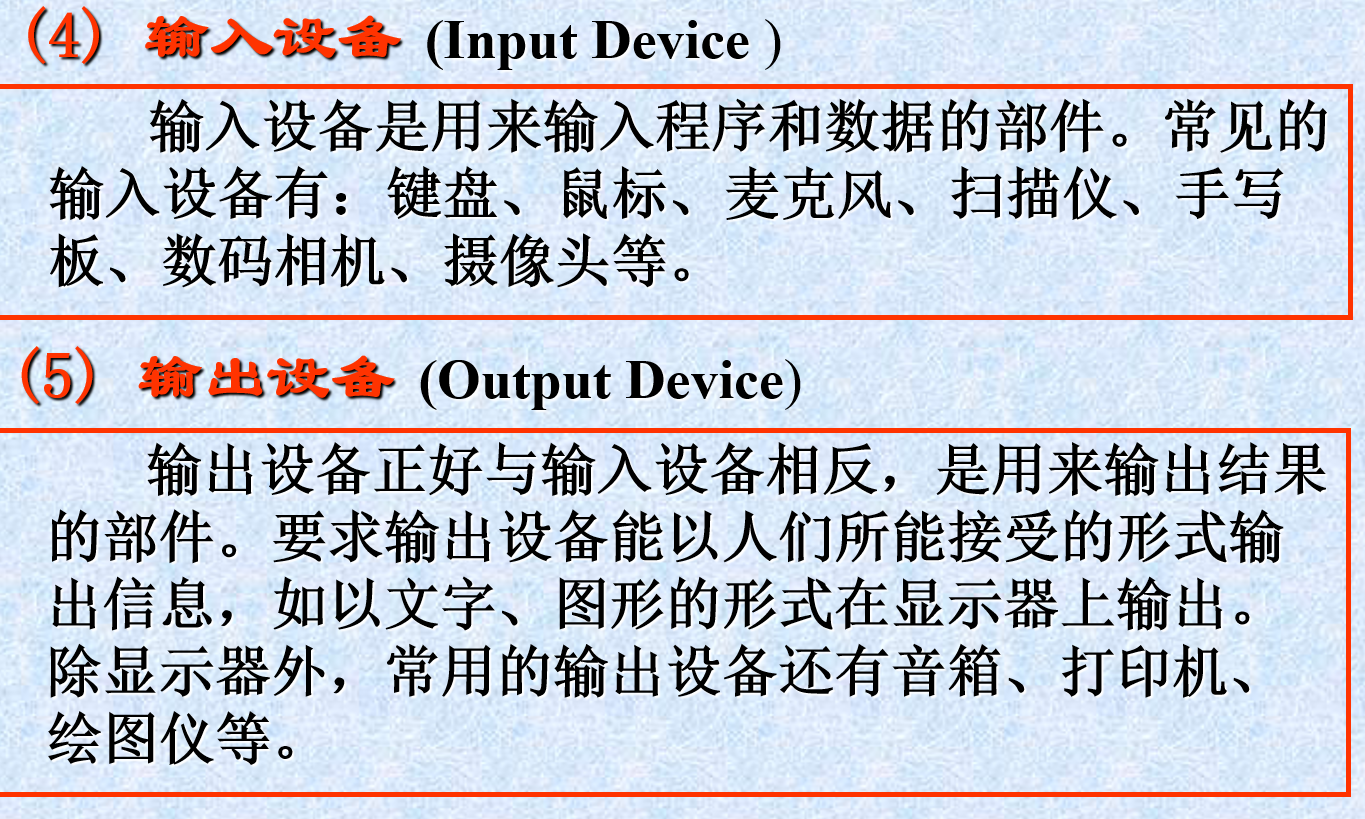 (4) 输入设备 (Input Device )
输入设备是用来输入程序和数据的部件。常见的
输入设备有：键盘、鼠标、麦克风、扫描仪、手写
板、数码相机、摄像头等。
(5) 输出设备 (Output Device)
输出设备正好与输入设备相反，是用来输出结果
的部件。要求输出设备能以人们所能接受的形式输
出信息，如以文字、图形的形式在显示器上输出。
除显示器外，常用的输出设备还有音箱、打印机、
绘图仪等。